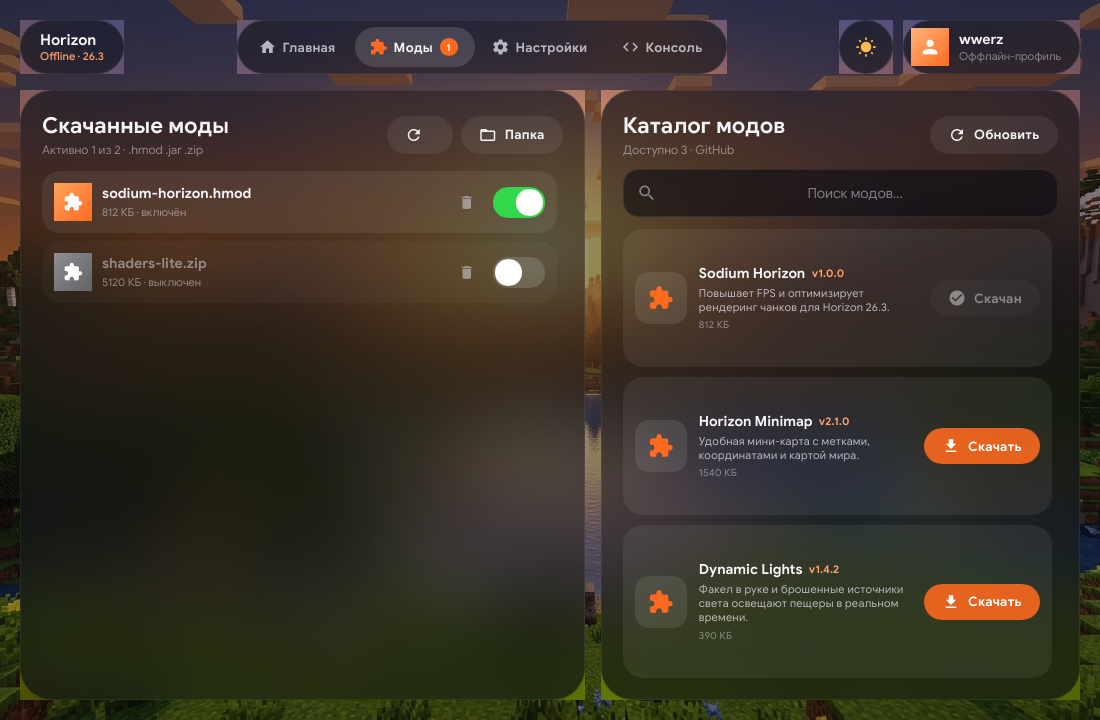 Horizon
Offline · 26.3
Главная
Моды 1
Настройки
Консоль
wwerz
Оффлайн-профиль
Скачанные моды
Активно 1 из 2 · .hmod .jar .zip
Папка
sodium-horizon.hmod
812 КБ · включён
shaders-lite.zip
5120 КБ · выключен
Каталог модов
Доступно 3 · GitHub
Обновить
Поиск модов...
Sodium Horizon v1.0.0
Повышает FPS и оптимизирует
рендеринг чанков для Horizon 26.3.
812 КБ
Скачан
Horizon Minimap v2.1.0
Удобная мини-карта с метками,
координатами и картой мира.
1540 КБ
Скачать
Dynamic Lights v1.4.2
Факел в руке и брошенные источники
света освещают пещеры в реальном
времени.
390 КБ
Скачать